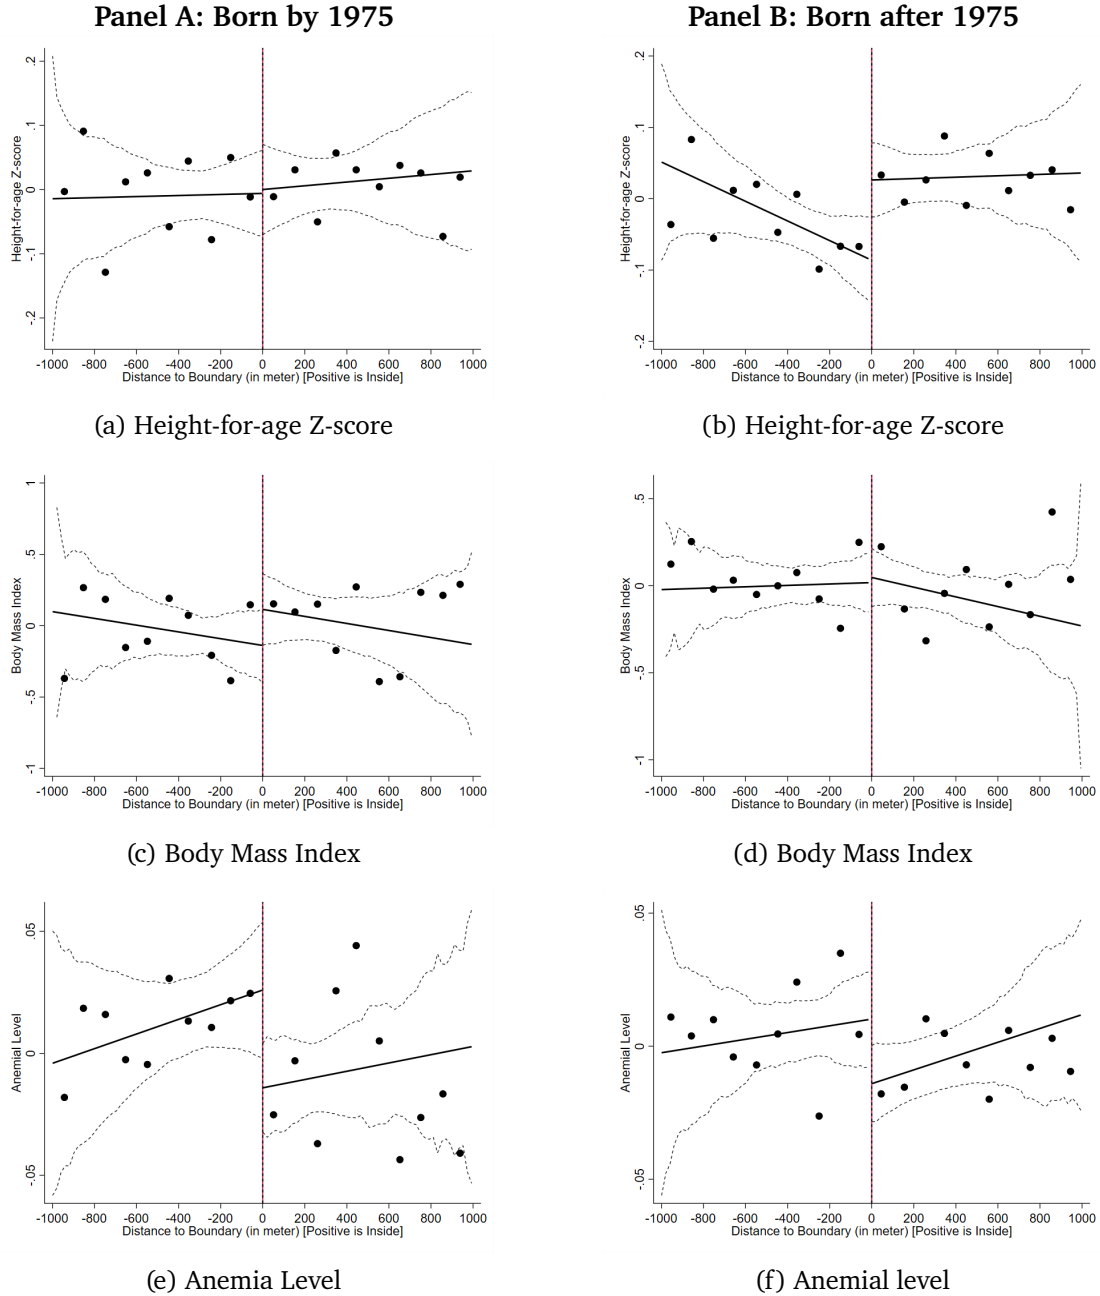 Panel A: Born by 1975
Panel B: Born after 1975
Height-for-age Z-score
.2
.1
0
-.1
-.2
-1000 -800 -600 -400 -200 0 200 400 600 800 1000
Distance to Boundary (in meter) [Positive is Inside]
(a) Height-for-age Z-score
Height-for-age Z-score
.2
.1
0
-.1
-.2
-1000 -800 -600 -400 -200 0 200 400 600 800 1000
Distance to Boundary (in meter) [Positive is Inside]
(b) Height-for-age Z-score
Body Mass Index
1
.5
0
-.5
-1
-1000 -800 -600 -400 -200 0 200 400 600 800 1000
Distance to Boundary (in meter) [Positive is Inside]
(c) Body Mass Index
Body Mass Index
.5
0
-.5
-1
-1000 -800 -600 -400 -200 0 200 400 600 800 1000
Distance to Boundary (in meter) [Positive is Inside]
(d) Body Mass Index
Anemial Level
.05
0
-.05
-1000 -800 -600 -400 -200 0 200 400 600 800 1000
Distance to Boundary (in meter) [Positive is Inside]
(e) Anemia Level
Anemial Level
.05
0
-.05
-1000 -800 -600 -400 -200 0 200 400 600 800 1000
Distance to Boundary (in meter) [Positive is Inside]
(f) Anemial level